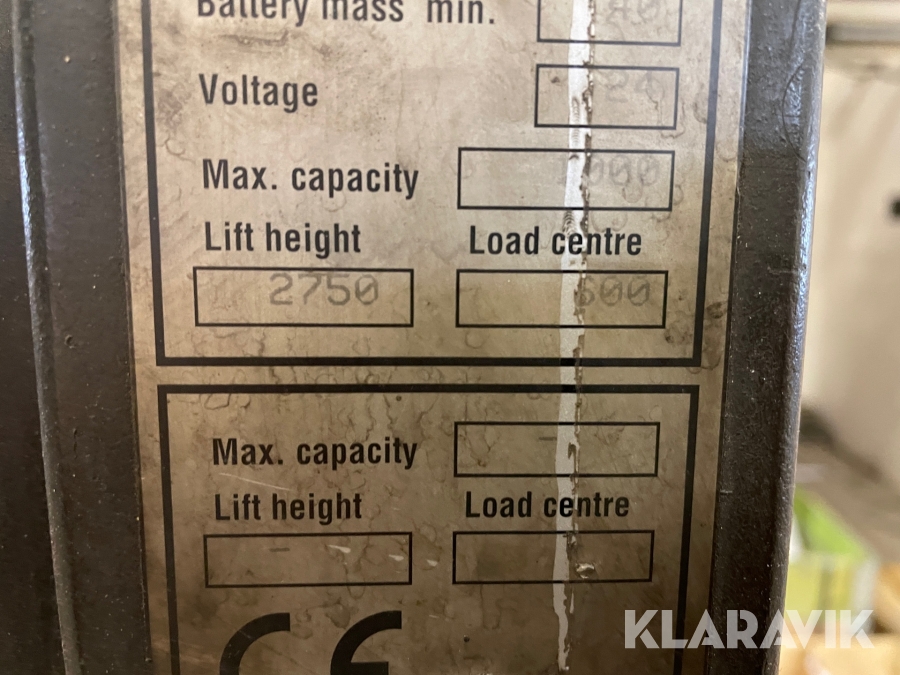 Battery mass min.
Voltage 24
Max. capacity
Lift height Load centre
2750 600
Max. capacity -
Lift height Load centre
-
CE
KLARAVIK